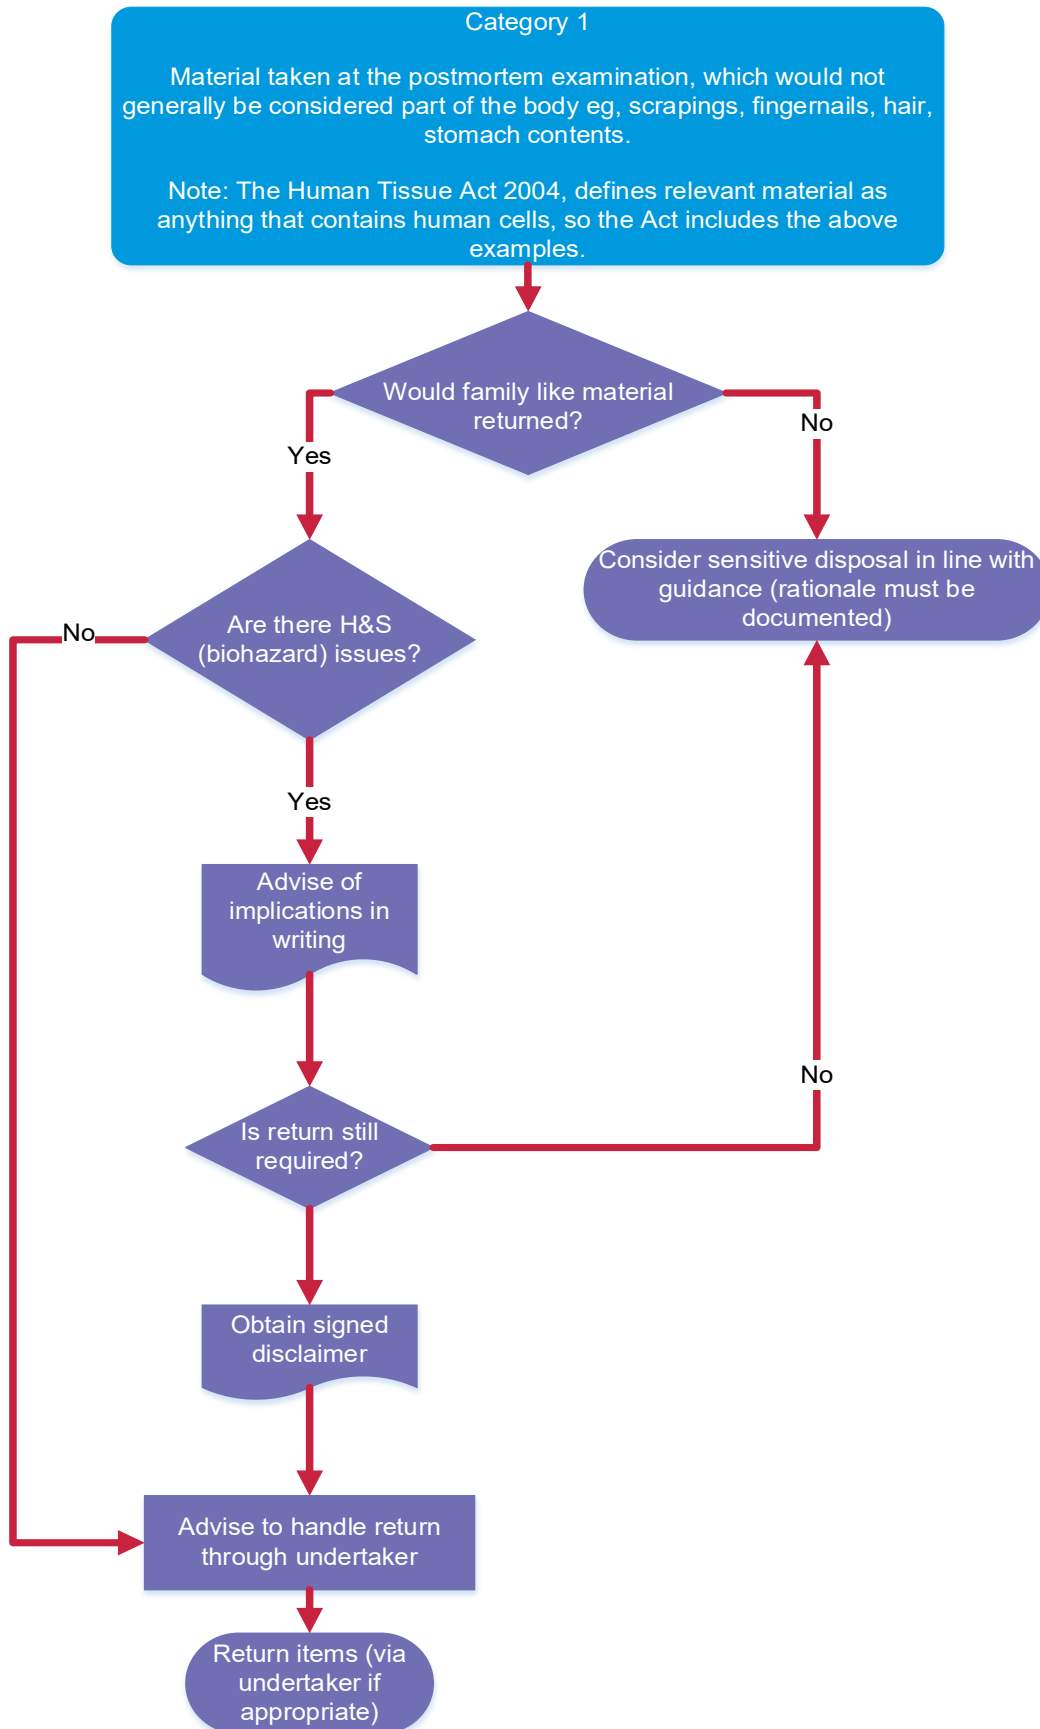 Category 1
Material taken at the postmortem examination, which would not
generally be considered part of the body eg, scrapings, fingernails, hair,
stomach contents.
Note: The Human Tissue Act 2004, defines relevant material as
anything that contains human cells, so the Act includes the above
examples.
Would family like material
returned?
Yes
No
Consider sensitive disposal in line with
guidance (rationale must be
documented)
Are there H&S
(biohazard) issues?
No
Yes
Advise of
implications in
writing
No
Is return still
required?
Obtain signed
disclaimer
Advise to handle return
through undertaker
Return items (via
undertaker if
appropriate)